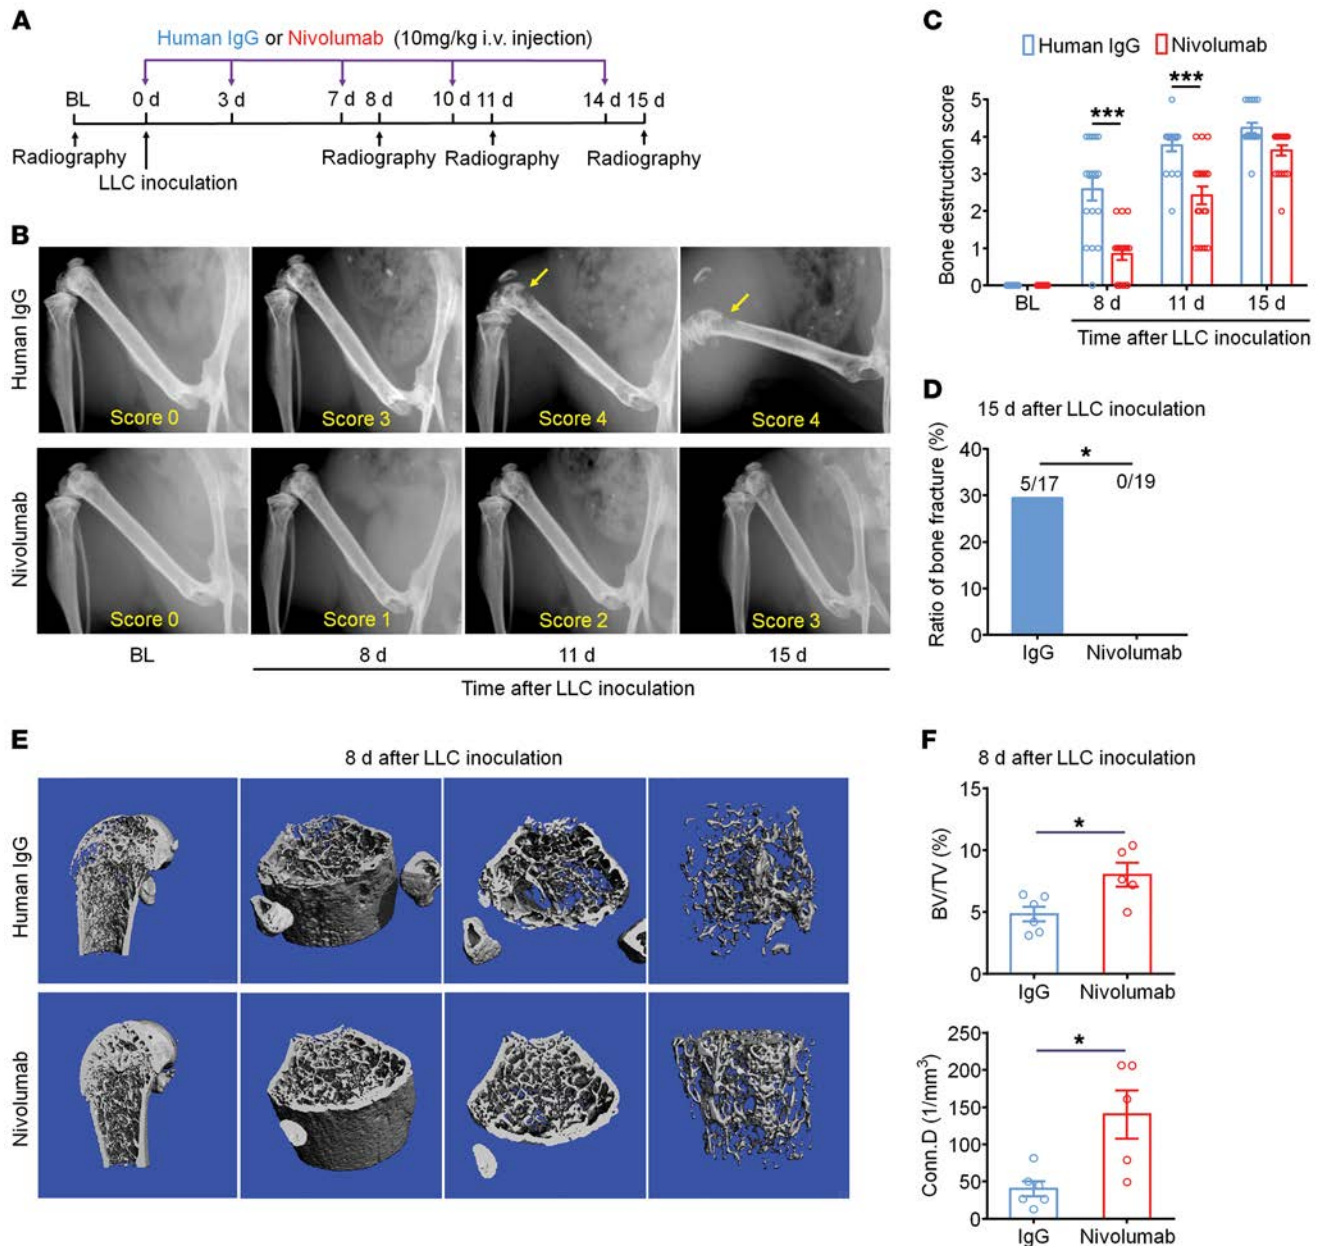 A
Human IgG or Nivolumab (10mg/kg i.v. injection)
BL 0 d 3 d 7 d 8 d 10 d 11 d 14 d 15 d
Radiography Radiography Radiography Radiography
LLC inoculation
B
Human IgG
Score 0 Score 3 Score 4 Score 4
Nivolumab
Score 0 Score 1 Score 2 Score 3
BL 8 d 11 d 15 d
Time after LLC inoculation
C
Human IgG Nivolumab
Bone destruction score
5
4
3
2
1
0
*** ***
BL 8 d 11 d 15 d
Time after LLC inoculation
D
15 d after LLC inoculation
Ratio of bone fracture (%)
40
30
20
10
0
*
5/17 0/19
IgG Nivolumab
E
8 d after LLC inoculation
Human IgG
Nivolumab
F
8 d after LLC inoculation
BV/TV (%)
15
10
5
0
*
IgG Nivolumab
Conn.D (1/mm³)
250
200
150
100
50
0
*
IgG Nivolumab